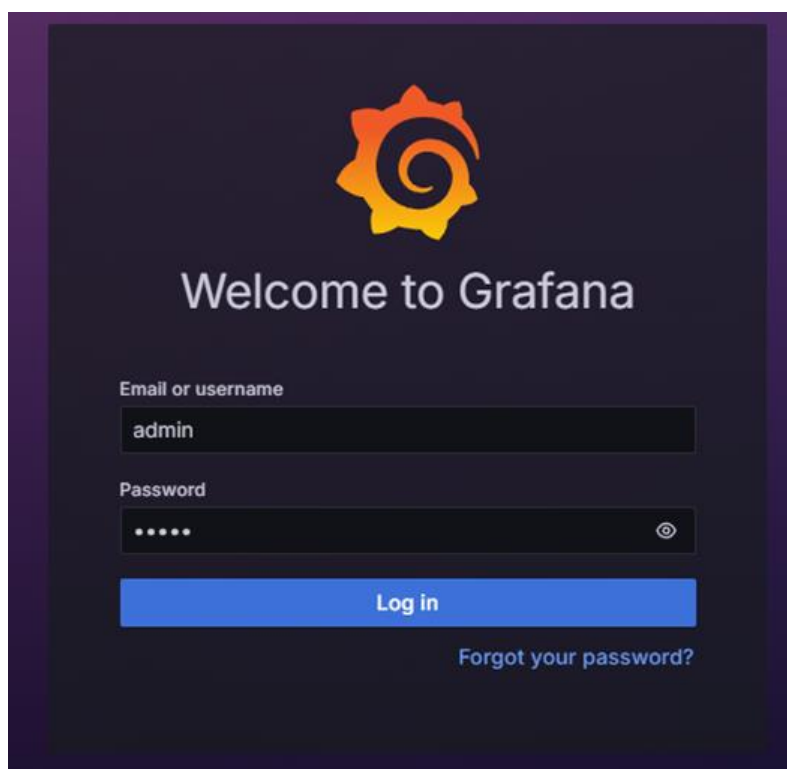 Welcome to Grafana
Email or username
admin
Password
•••••
Log in
Forgot your password?